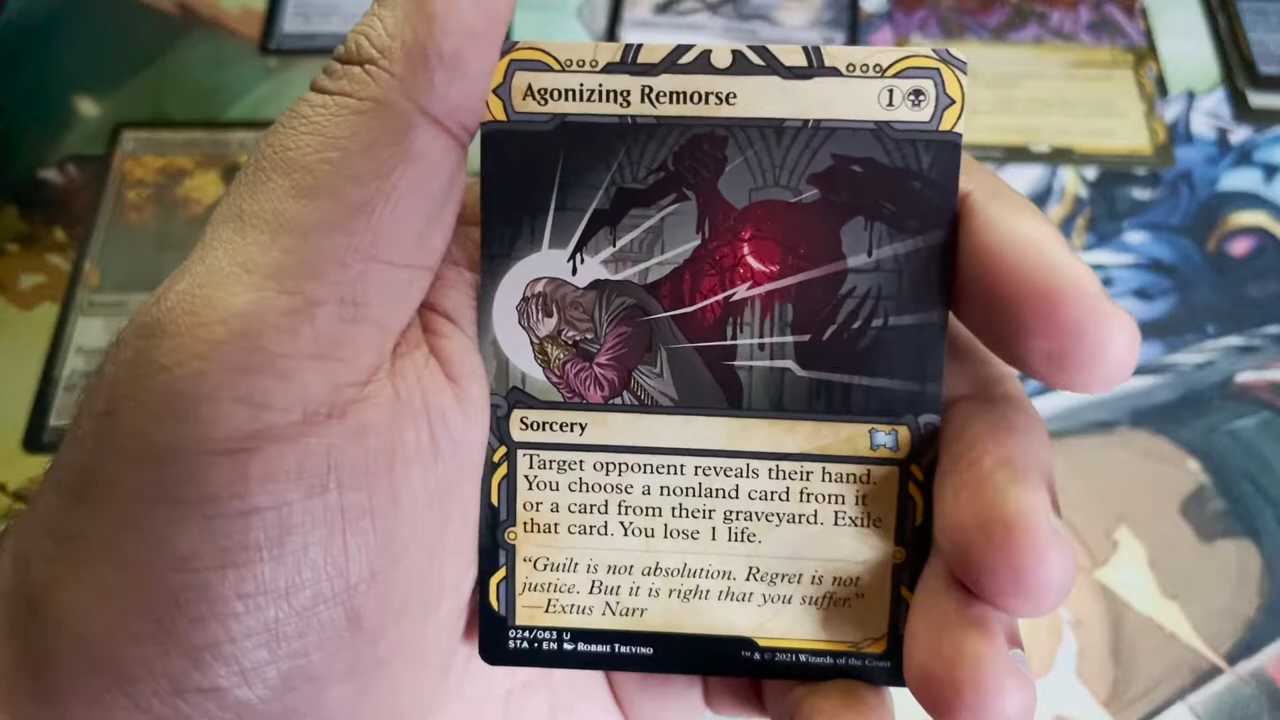 Agonizing Remorse 1
Sorcery
Target opponent reveals their hand.
You choose a nonland card from it
or a card from their graveyard. Exile
that card. You lose 1 life.
“Guilt is not absolution. Regret is not
justice. But it is right that you suffer.”
—Extus Narr
024/063 U
STA • EN ROBBIE TREVINO
™ & © 2021 Wizards of the Coast